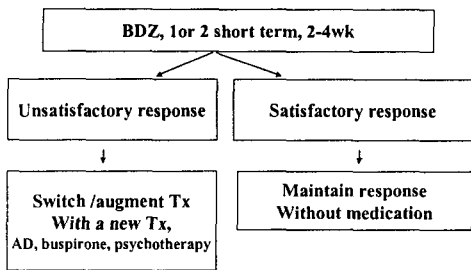 BDZ, 1or 2 short term, 2-4wk
Unsatisfactory response
Satisfactory response
Switch /augment Tx
With a new Tx,
AD, buspirone, psychotherapy
Maintain response
Without medication